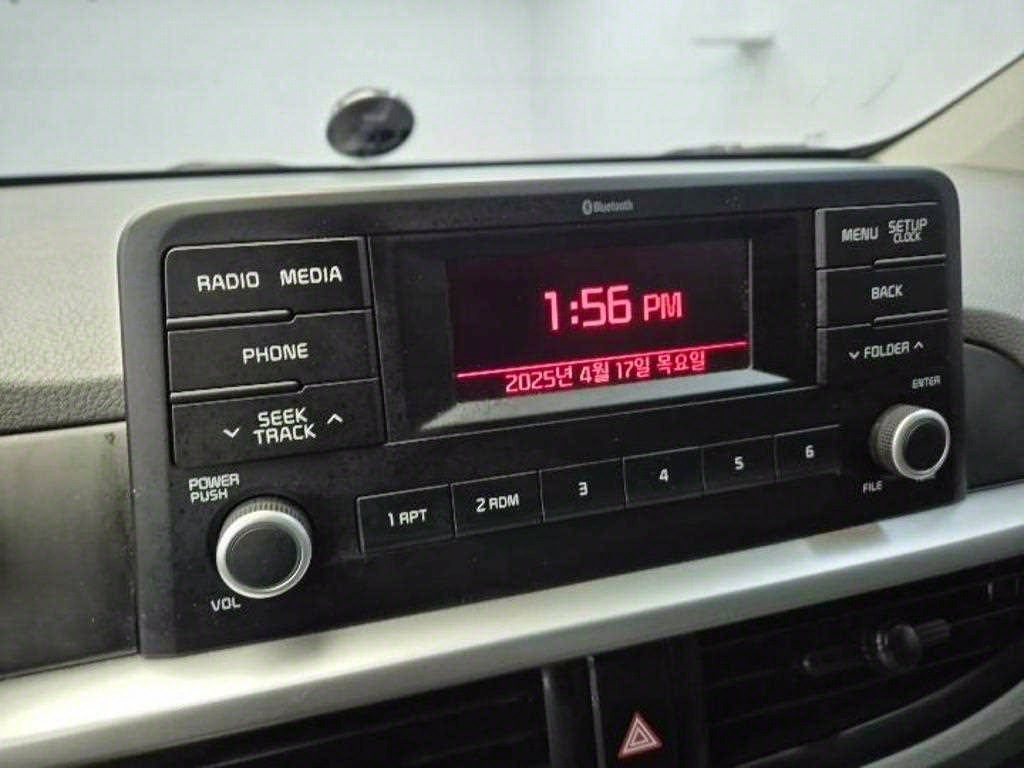 Bluetooth
RADIO MEDIA
PHONE
SEEK
TRACK
POWER
PUSH
VOL
1:56 PM
2025년 4월 17일 목요일
1 RPT
2 RDM
3
4
5
6
MENU SETUP
CLOCK
BACK
FOLDER
ENTER
FILE